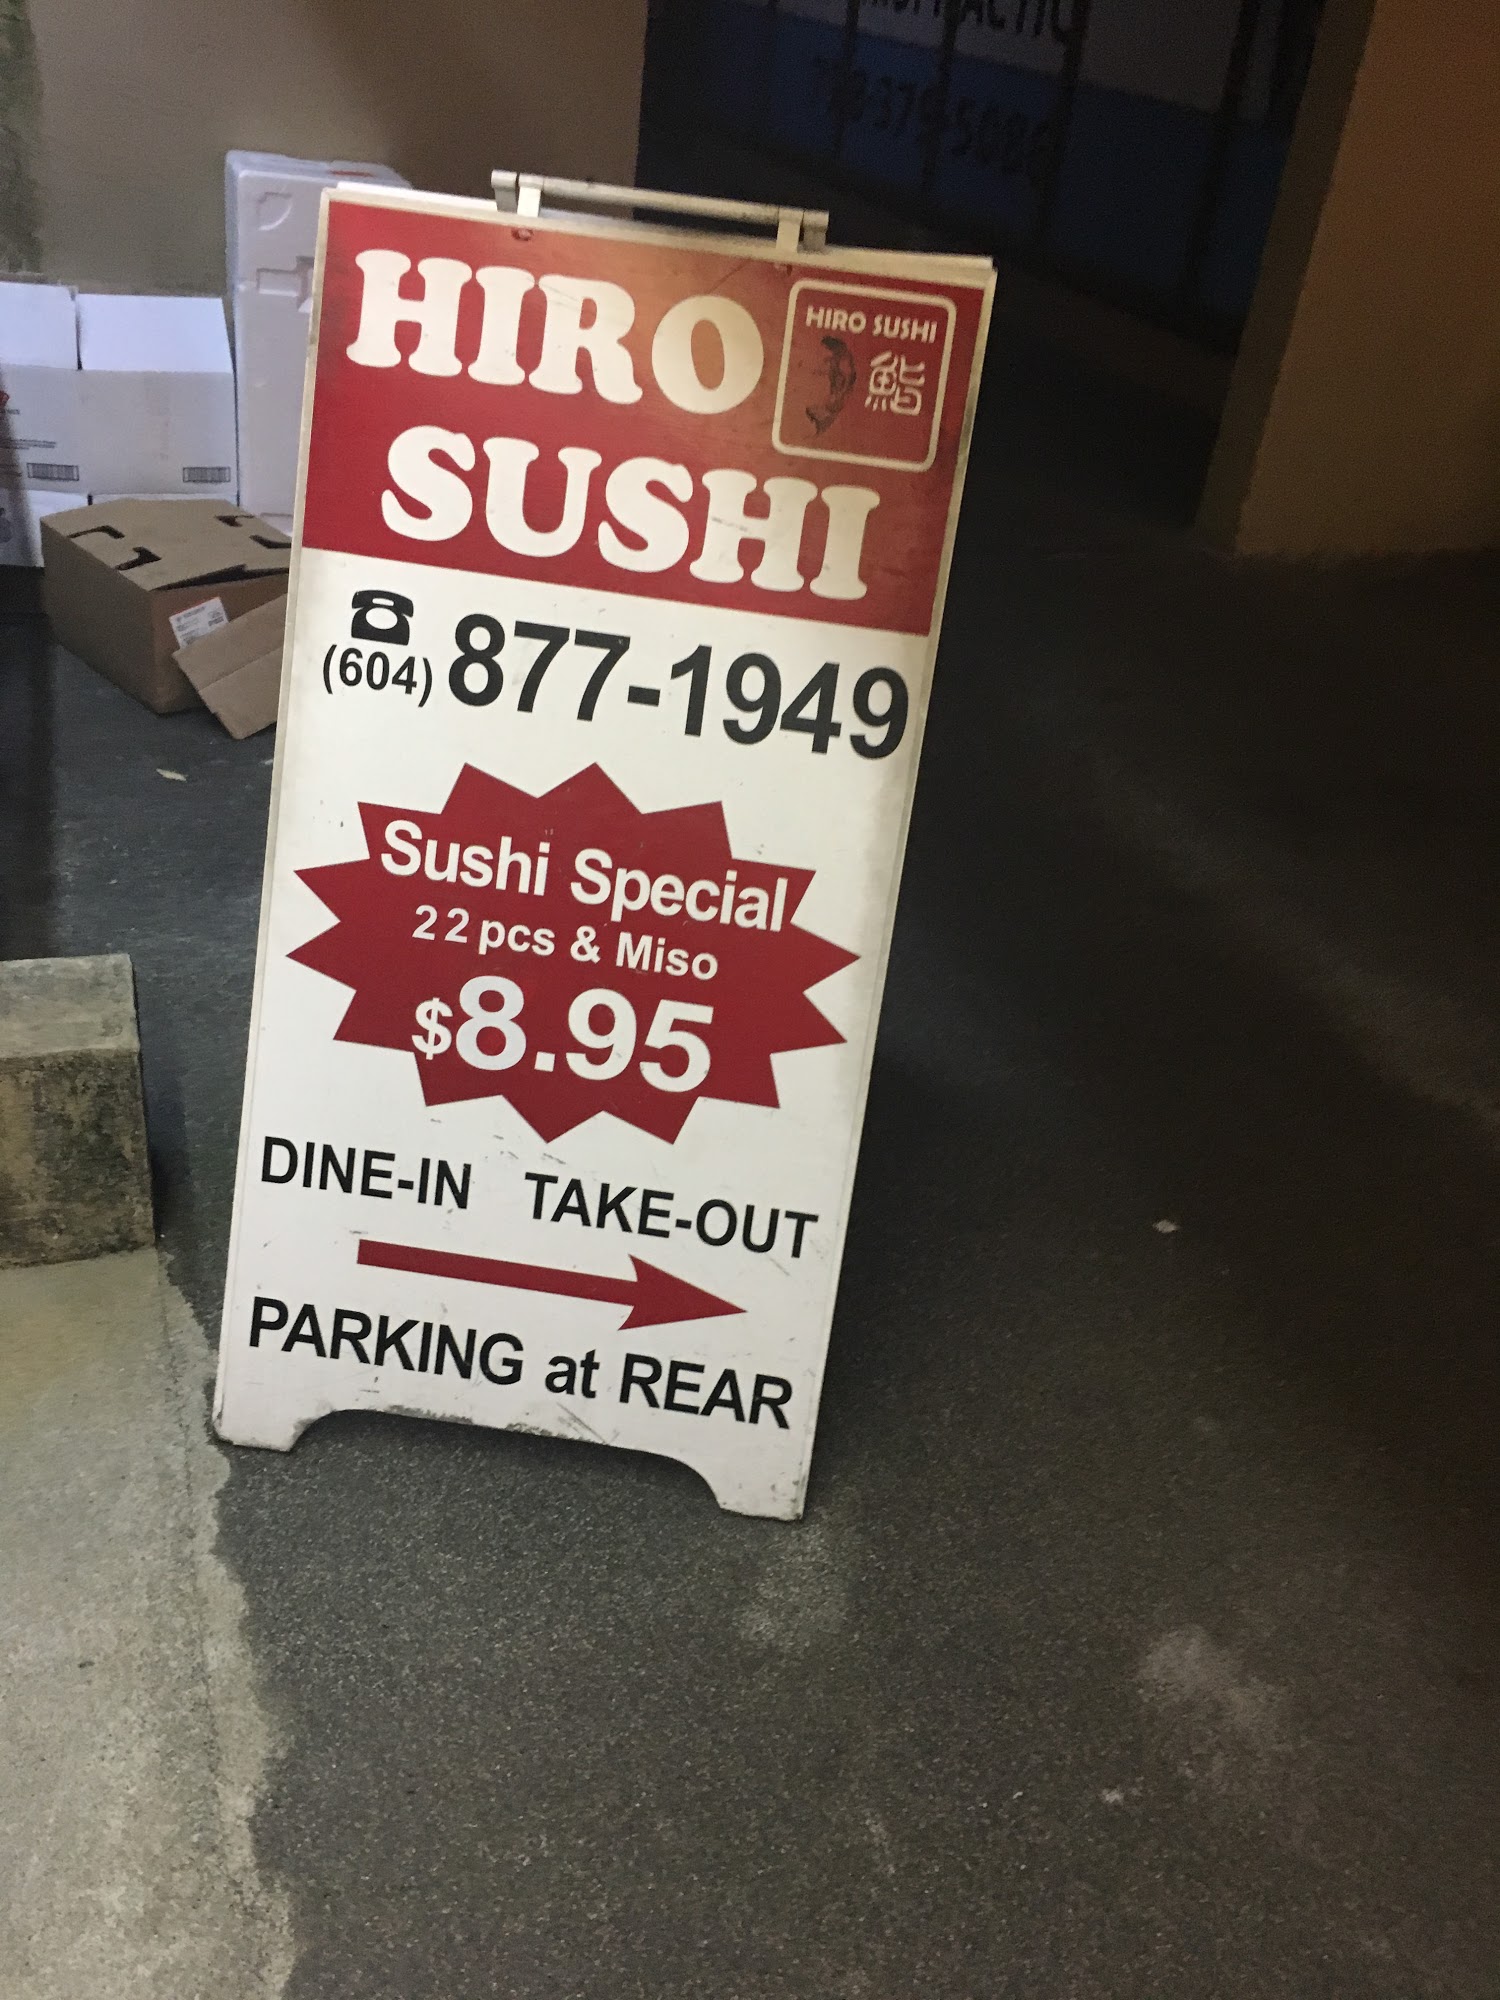 HIRO
SUSHI
HIRO SUSHI
(604) 877-1949
Sushi Special
22 pcs & Miso
$8.95
DINE-IN TAKE-OUT
PARKING at REAR